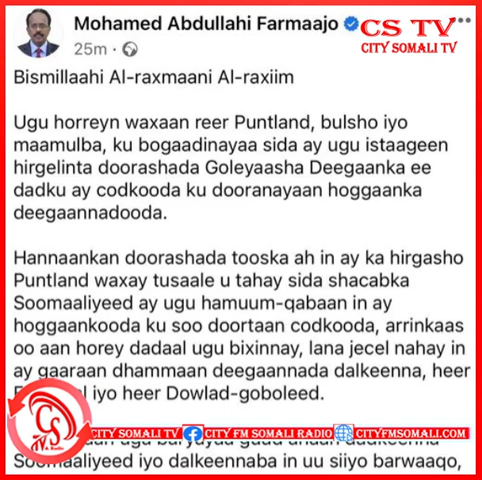 Mohamed Abdullahi Farmaajo
25m
CS TV
CITY SOMALI TV
Bismillaahi Al-raxmaani Al-raxiim
Ugu horreyn waxaan reer Puntland, bulsho iyo
maamulba, ku bogaadinayaa sida ay ugu istaageen
hirgelinta doorashada Goleyaasha Deegaanka ee
dadku ay codkooda ku dooranayaan hoggaanka
deegaannadooda.
Hannaankan doorashada tooska ah in ay ka hirgasho
Puntland waxay tusaale u tahay sida shacabka
Soomaaliyeed ay ugu hamuum-qabaan in ay
hoggaankooda ku soo doortaan codkooda, arrinkaas
oo aan horey dadaal ugu bixinnay, lana jecel nahay in
ay gaaraan dhammaan deegaannada dalkeenna, heer
iyo heer Dowlad-goboleed.
CITY SOMALI TV CITY FM SOMALI RADIO CITYFMSOMALI.COM
Soomaaliyeed iyo dalkeennaba in uu siiyo barwaaqo,